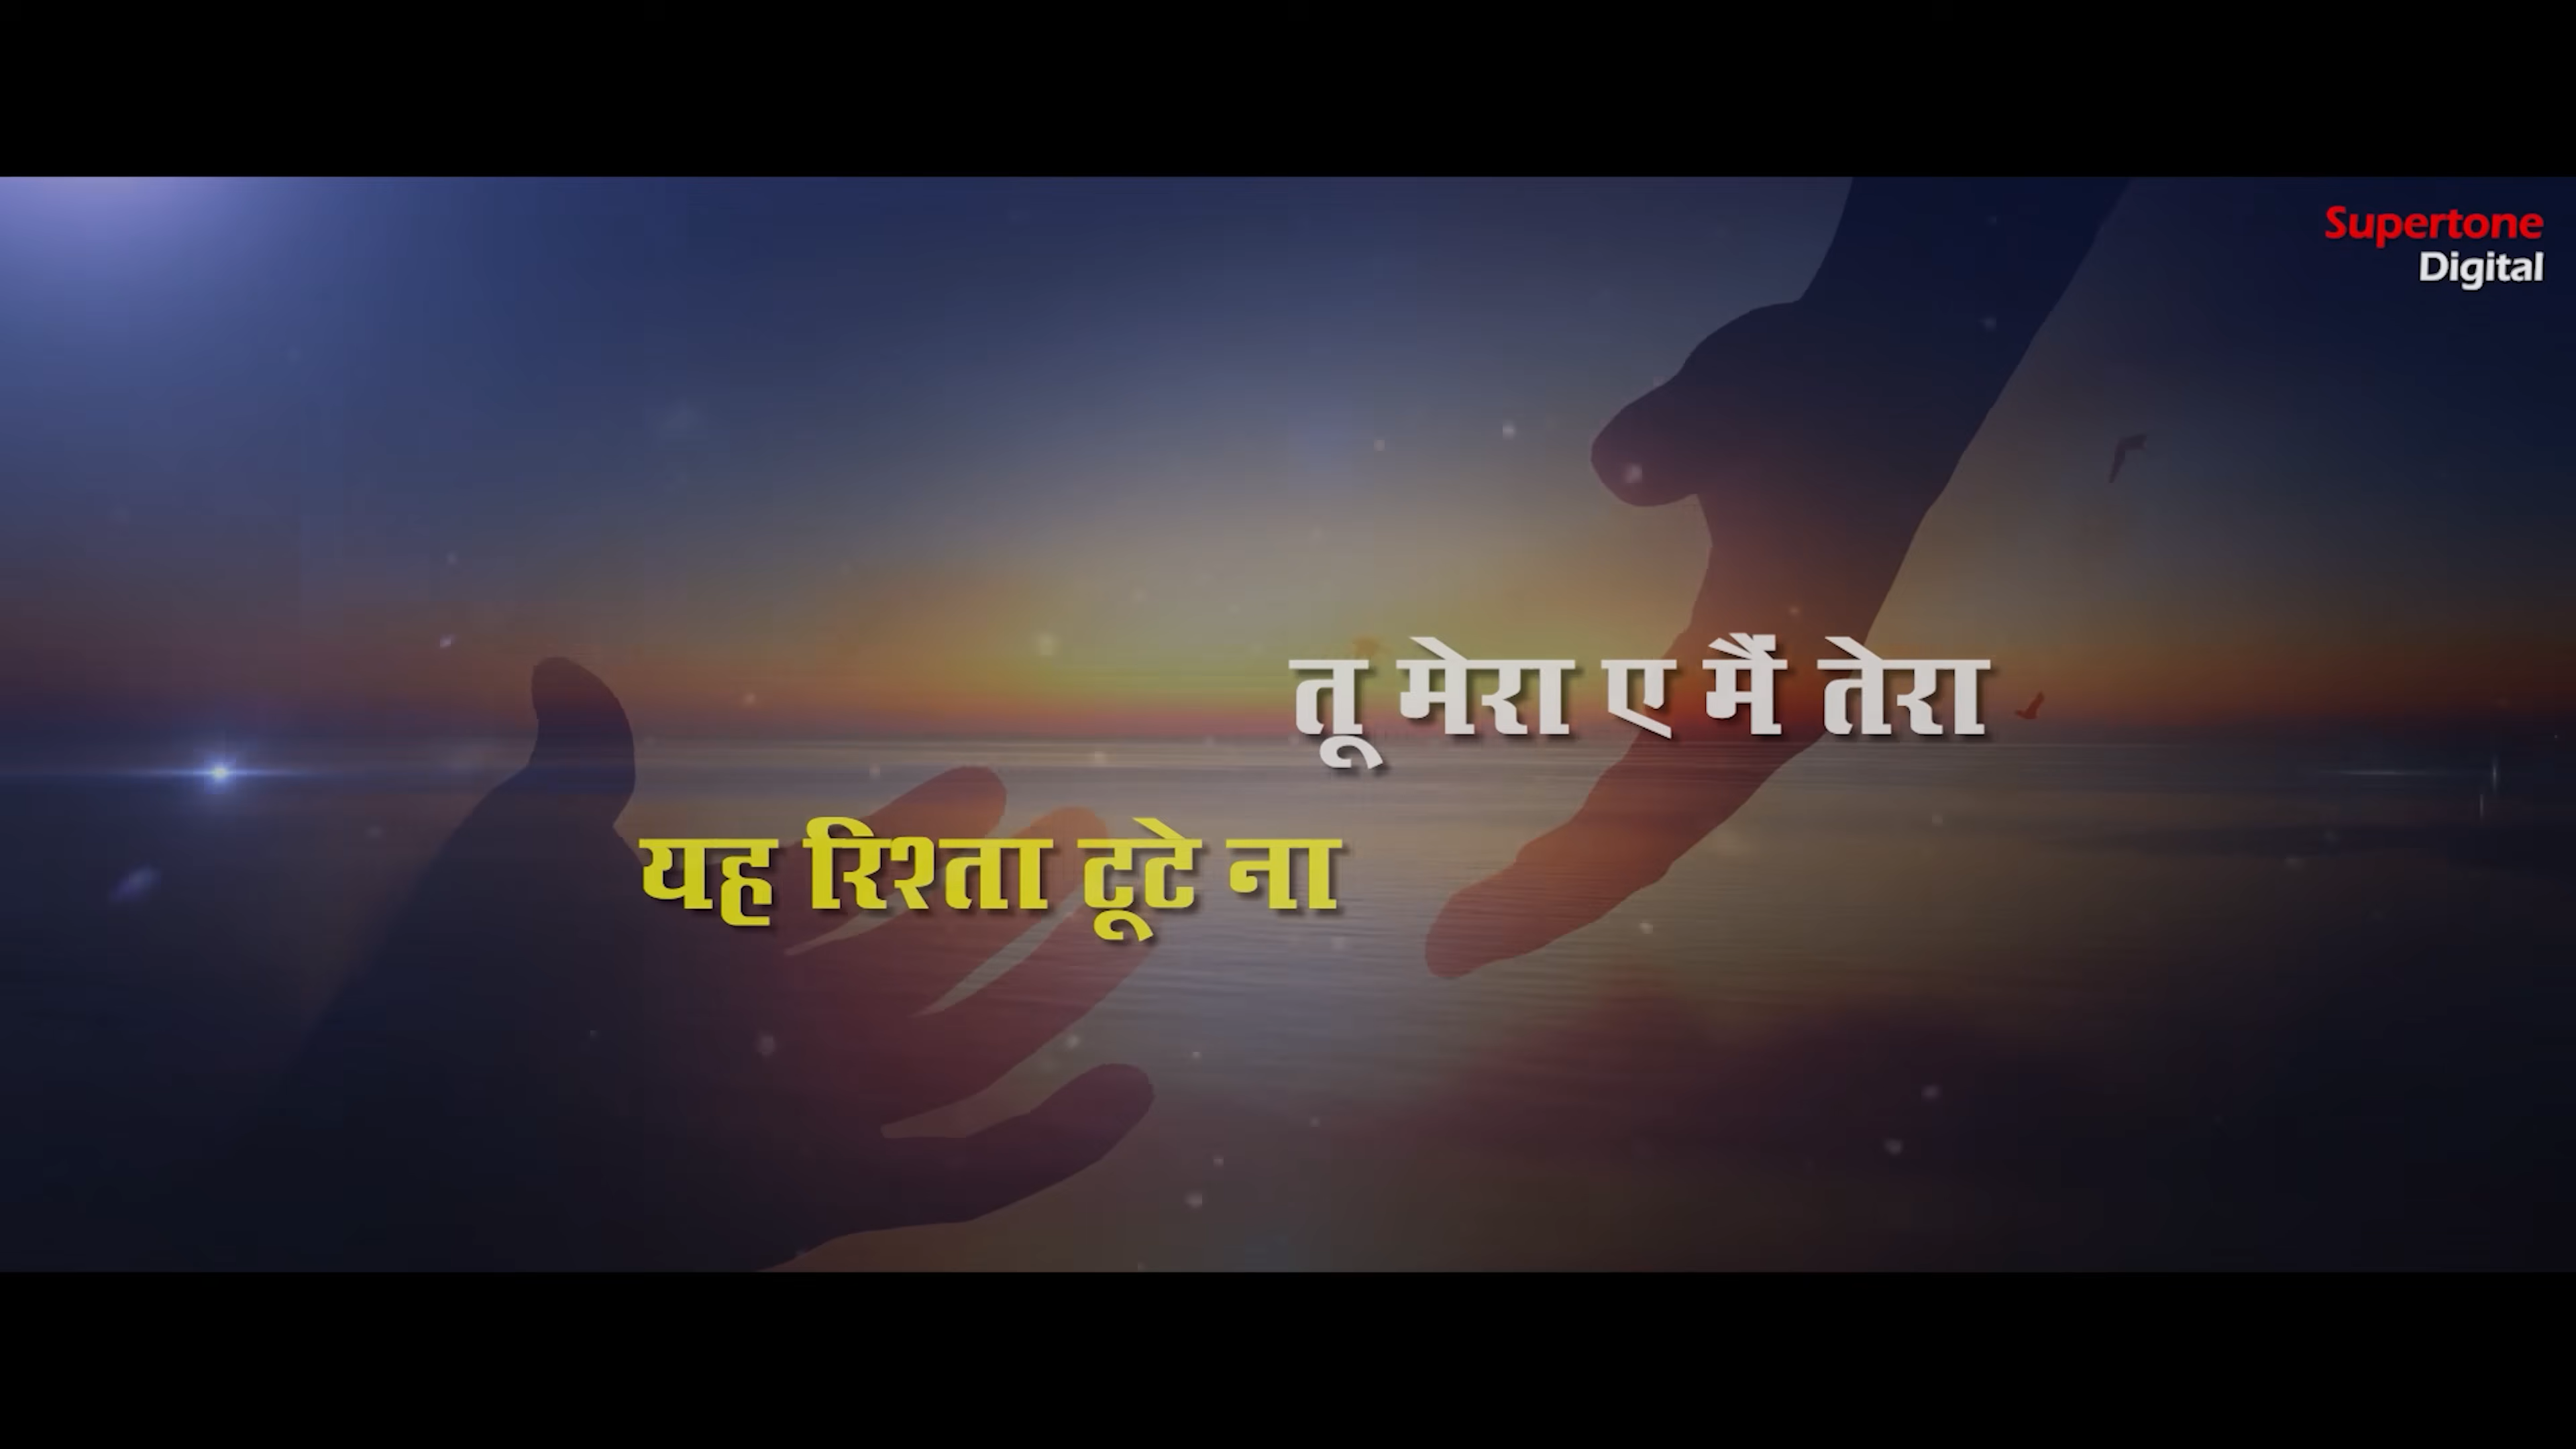 Supertone
Digital
तू मेरा ए मैं तेरा
यह रिश्ता टूटे ना